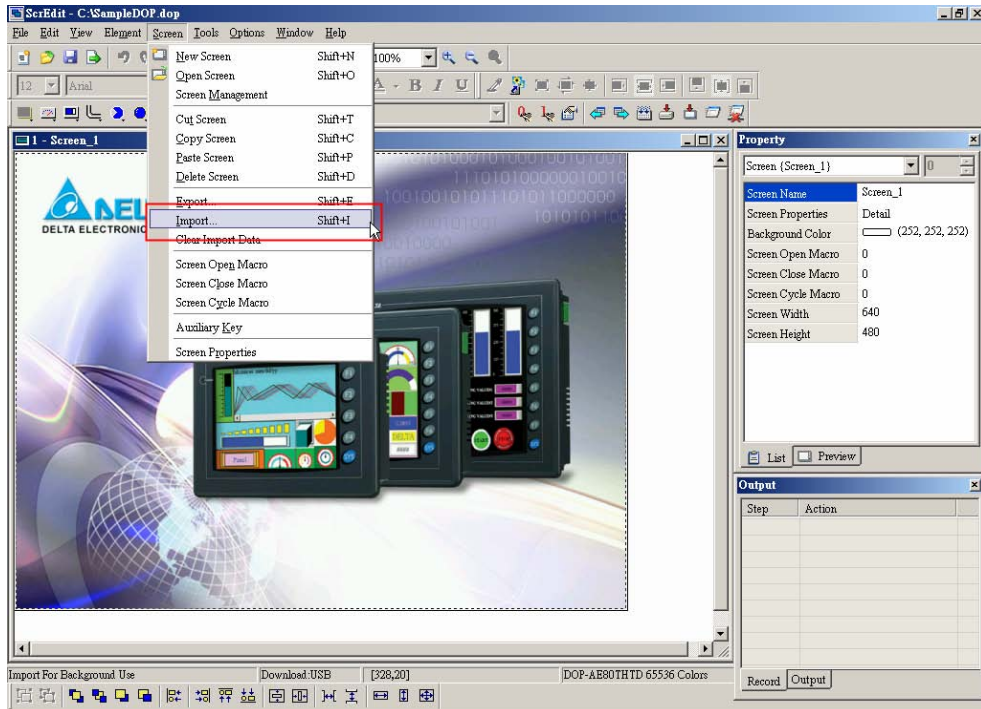 ScrEdit - C:\SampleDOP.dop
File Edit View Element Screen Tools Options Window Help
100%
12 Arial
A - B I U
1 - Screen_1
New Screen Shift+N
Open Screen Shift+O
Screen Management
Cut Screen Shift+T
Copy Screen Shift+C
Paste Screen Shift+P
Delete Screen Shift+D
Export... Shift+E
Import... Shift+I
Clear Import Data
Screen Open Macro
Screen Close Macro
Screen Cycle Macro
Auxiliary Key
Screen Properties
DEL
DELTA ELECTRONIC
Property
Screen {Screen_1} 0
Screen Name Screen_1
Screen Properties Detail
Background Color (252, 252, 252)
Screen Open Macro 0
Screen Close Macro 0
Screen Cycle Macro 0
Screen Width 640
Screen Height 480
List Preview
Output
Step Action
Record Output
START
DELTA
Import For Background Use Download:USB [328,20] DOP-AE80THTD 65536 Colors